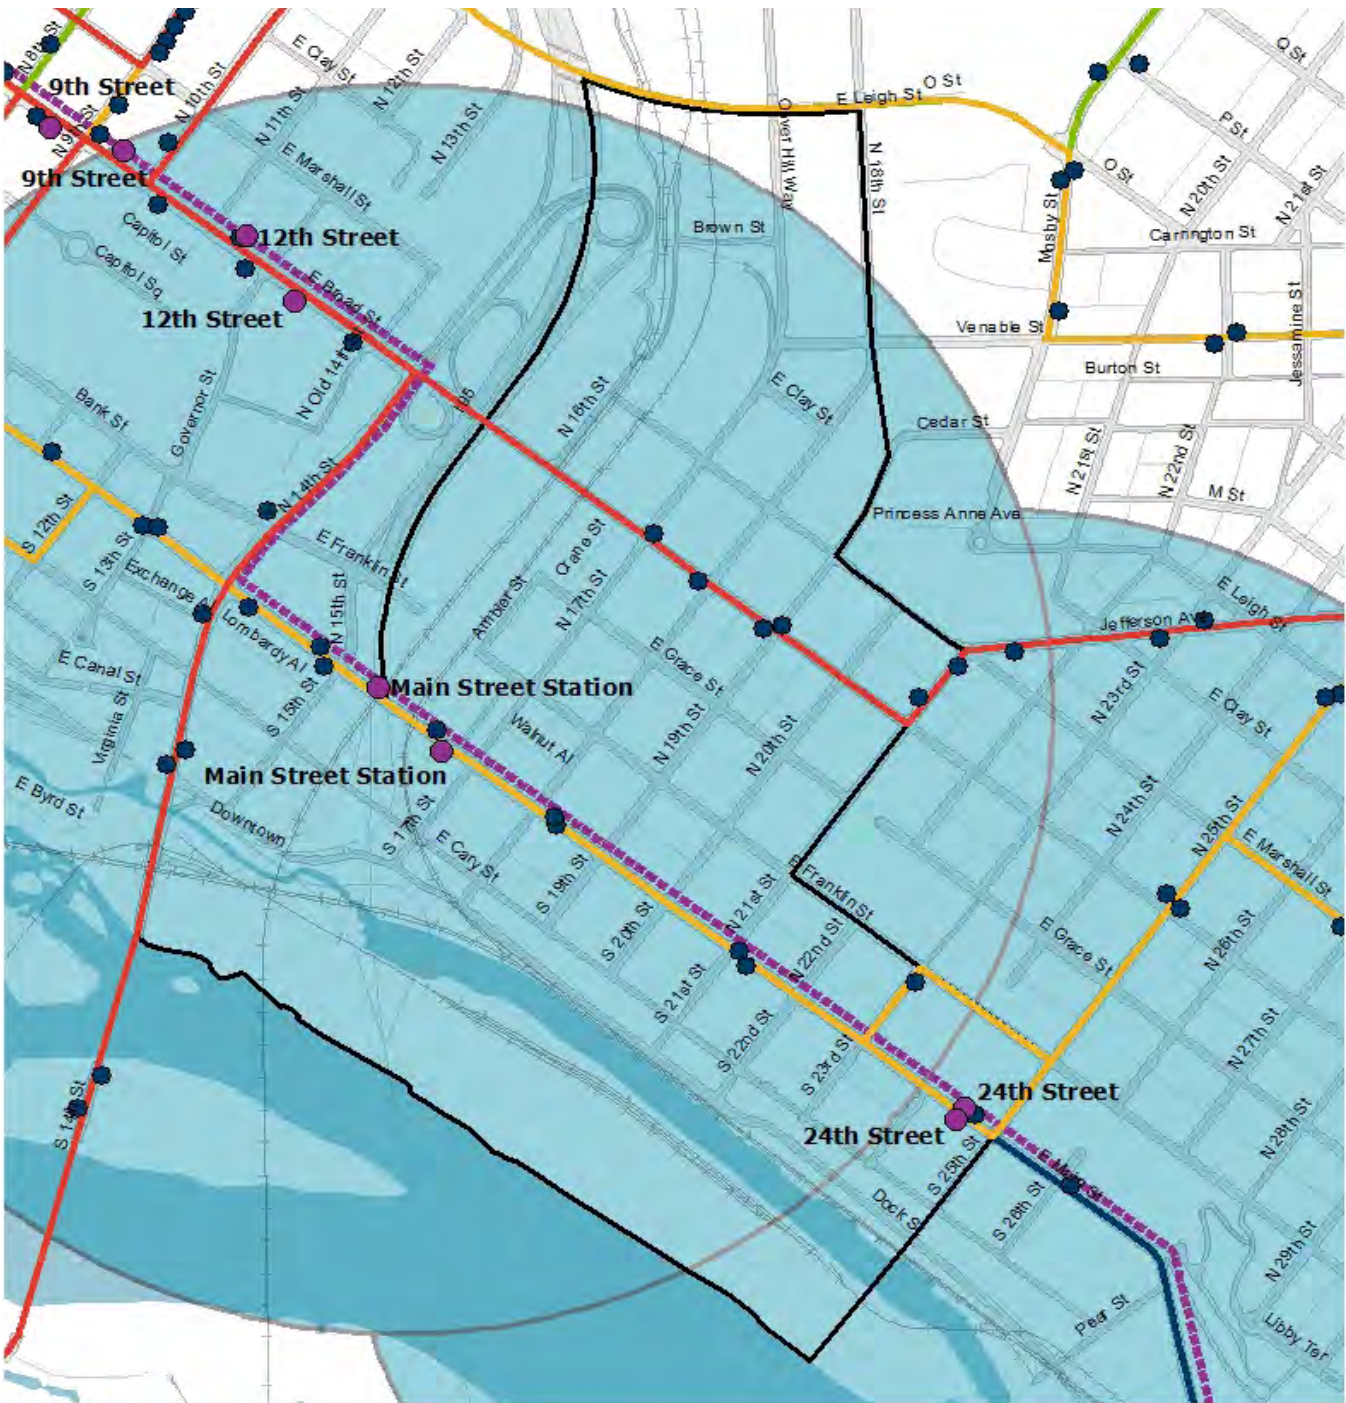 N 8th St
9th Street
E Clay St
N 12th St
N 10th St
N 11th St
N 13th St
N 9th St
9th Street
E Marshall St
O St
E Leigh St
O St
P St
Oliver Hill Way
N 18th St
O St
N 20th St
N 21st St
Mosby St
Carrington St
Brown St
Capitol St
Capitol Sq
12th Street
E Broad St
12th Street
Venable St
Burton St
Jessamine St
N Old 14th St
Governor St
Bank St
I95
N 16th St
E Clay St
Cedar St
N 21st St
N 22nd St
M St
Princess Anne Ave
N 14th St
S 12th St
S 13th St
E Franklin St
Crane St
N 17th St
Ambler St
N 15th St
Exchange Al
Lombardy Al
E Leigh St
Jefferson Ave
E Canal St
S 15th St
Virginia St
Main Street Station
E Grace St
N 19th St
N 20th St
Walnut Al
N 23rd St
E Clay St
Main Street Station
E Byrd St
Downtown
S 17th St
E Cary St
N 24th St
N 25th St
E Marshall St
S 19th St
S 20th St
N 21st St
E Franklin St
N 22nd St
E Grace St
N 26th St
S 21st St
S 22nd St
S 23rd St
N 27th St
24th Street
24th Street
S 14th St
S 25th St
E Main St
N 28th St
Dock St
S 26th St
N 29th St
Pear St
Libby Ter